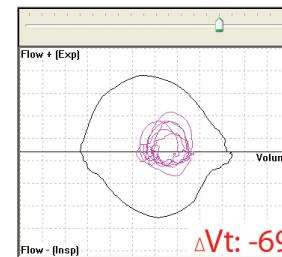 Flow + (Exp)
Volun
ΔVt: -69
Flow - (Insp)